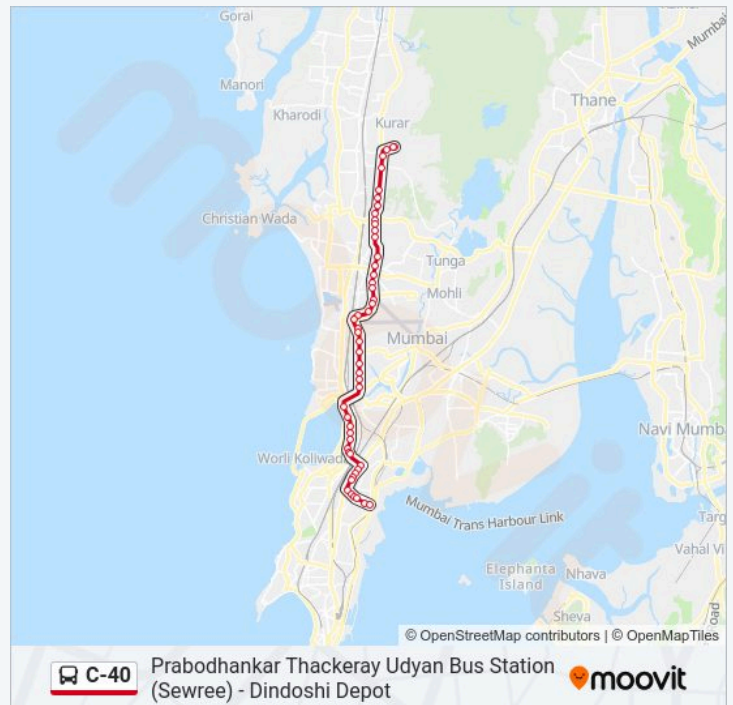 Gorai
Mumbai
Manori
Thane
Kharodi
Kurar
Christian Wada
Tunga
Mohli
Mumbai
Navi Mumb
Worli Koliwad
Mumbai Trans Harbour Link
Targ
Vahal Vi
Elephanta
Island
Nhava
Sheva
© OpenStreetMap contributors | © OpenMapTiles
C-40
Prabodhankar Thackeray Udyan Bus Station
(Sewree) - Dindoshi Depot
moovit